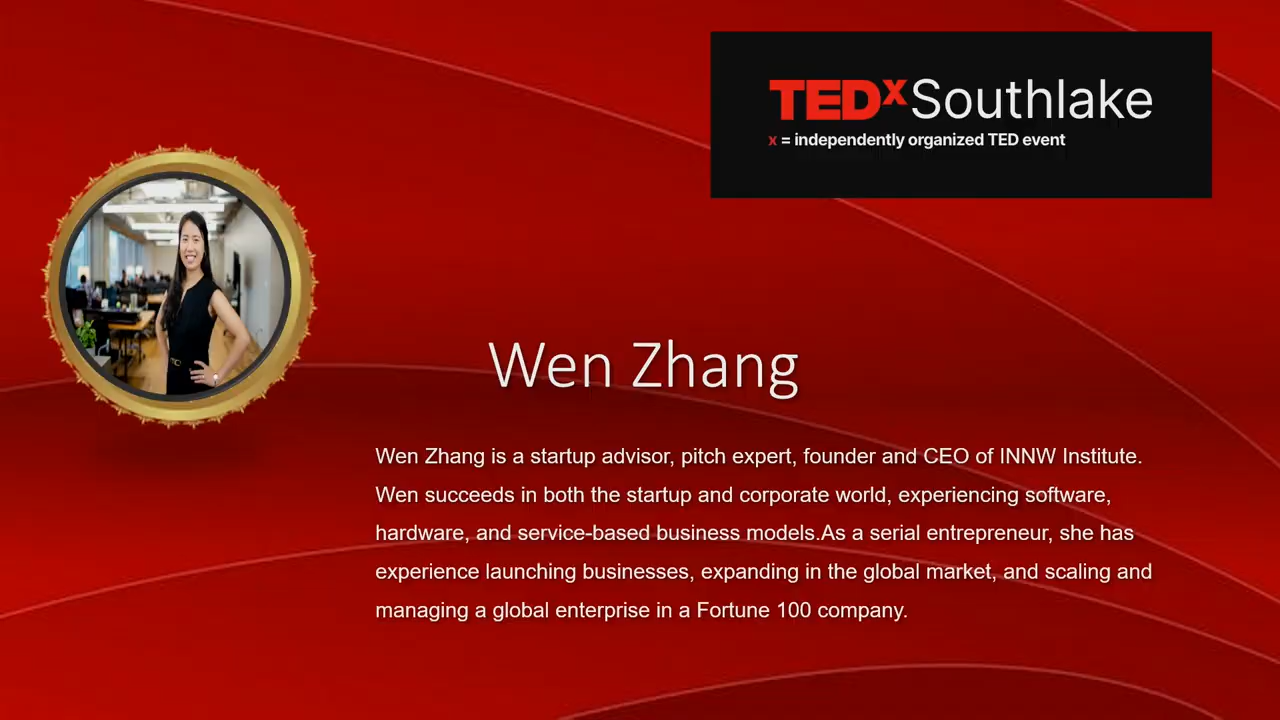 TEDxSouthlake
x = independently organized TED event
Wen Zhang
Wen Zhang is a startup advisor, pitch expert, founder and CEO of INNW Institute.
Wen succeeds in both the startup and corporate world, experiencing software,
hardware, and service-based business models.As a serial entrepreneur, she has
experience launching businesses, expanding in the global market, and scaling and
managing a global enterprise in a Fortune 100 company.